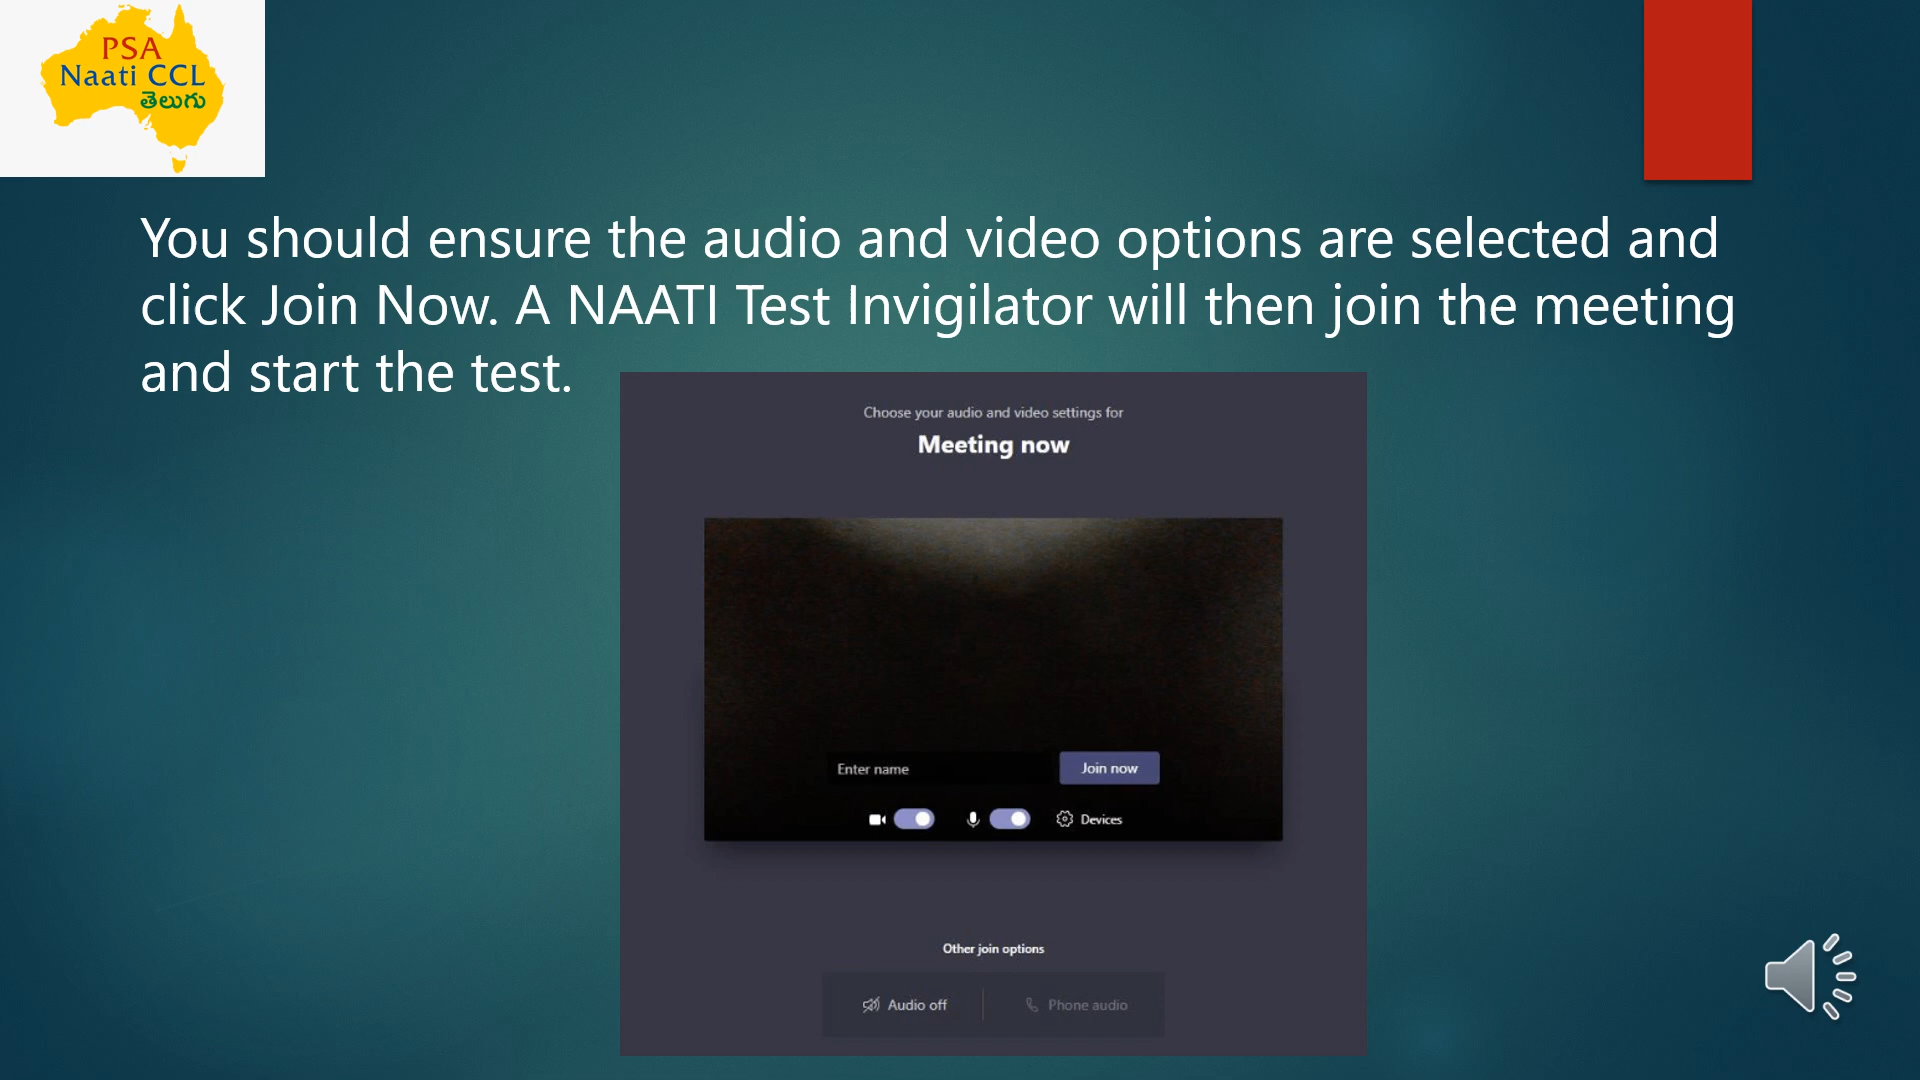 PSA
Naati CCL
తెలుగు
You should ensure the audio and video options are selected and
click Join Now. A NAATI Test Invigilator will then join the meeting
and start the test.
Choose your audio and video settings for
Meeting now
Enter name
Join now
Devices
Other join options
Audio off
Phone audio